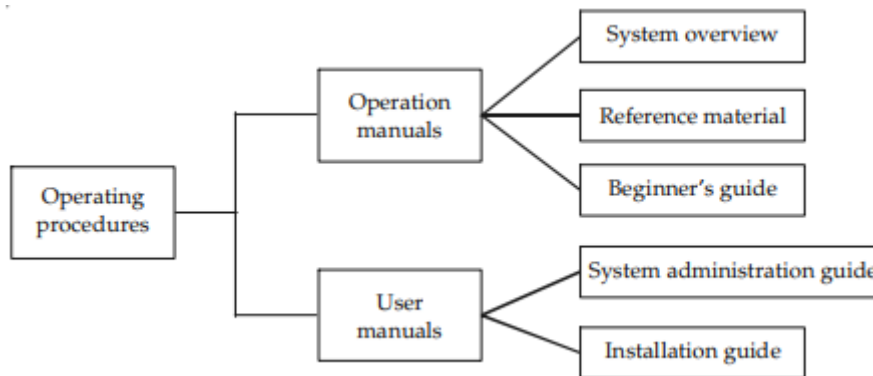 System overview
Operation
manuals
Reference material
Beginner's guide
Operating
procedures
System administration guide
User
manuals
Installation guide